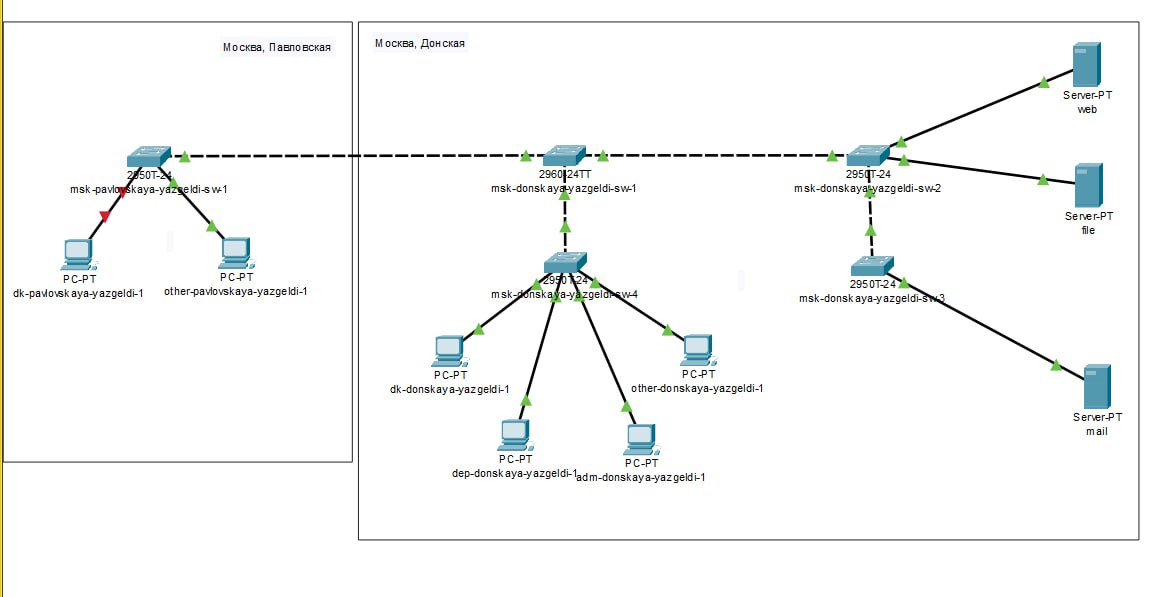 Москва, Павловская
Москва, Донская
Server-PT
web
2950T-24
msk-pavlovskaya-yazgeldi-sw-1
2960-24TT
msk-donskaya-yazgeldi-sw-1
2950T-24
msk-donskaya-yazgeldi-sw-2
Server-PT
file
PC-PT
dk-pavlovskaya-yazgeldi-1
PC-PT
other-pavlovskaya-yazgeldi-1
2950T-24
msk-donskaya-yazgeldi-sw-4
2950T-24
msk-donskaya-yazgeldi-sw-3
PC-PT
dk-donskaya-yazgeldi-1
PC-PT
other-donskaya-yazgeldi-1
Server-PT
mail
PC-PT
dep-donskaya-yazgeldi-1
PC-PT
adm-donskaya-yazgeldi-1